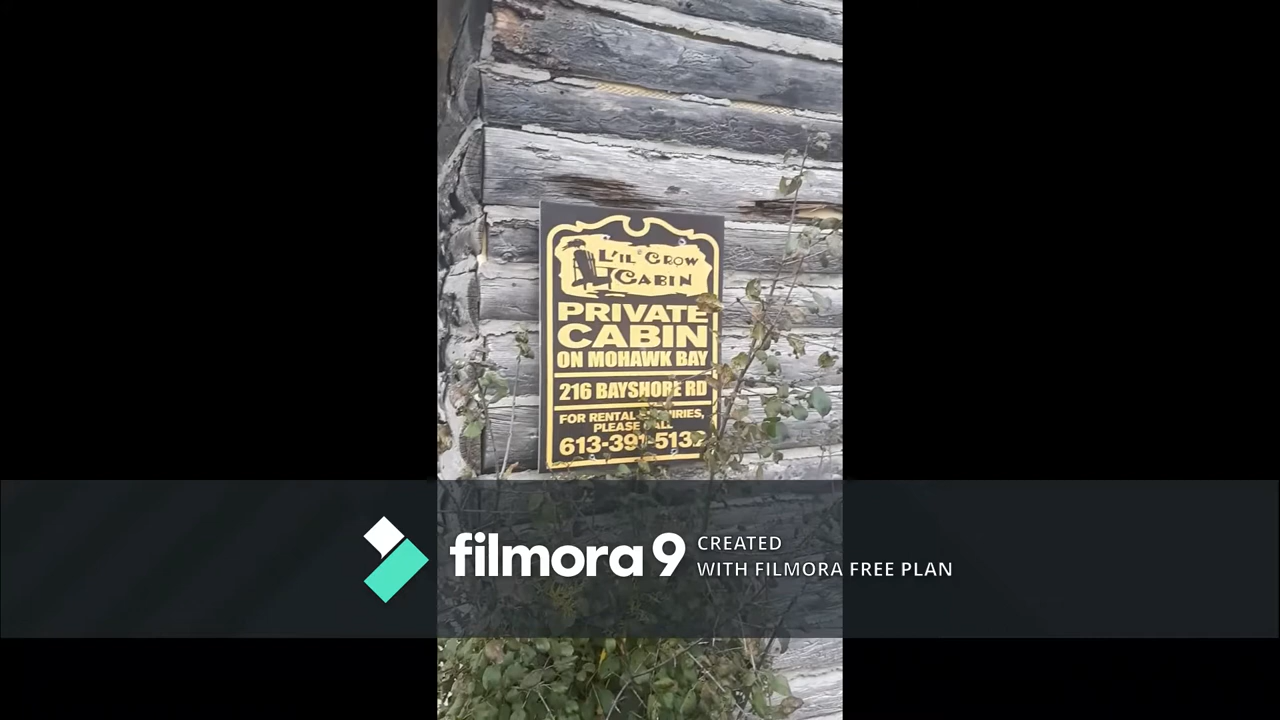 L'il Crow
Cabin
PRIVATE
CABIN
ON MOHAWK BAY
216 BAYSHORE RD
FOR RENTAL
PLEASE CALL
613-391-513
filmora 9
CREATED
WITH FILMORA FREE PLAN